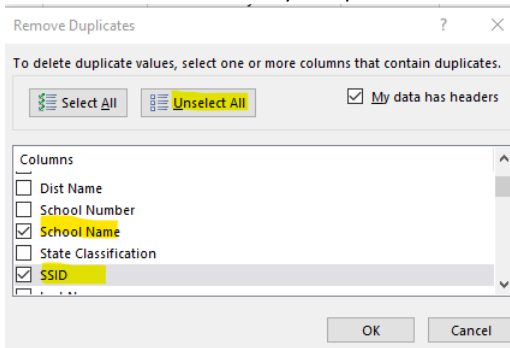 Remove Duplicates ? ×
To delete duplicate values, select one or more columns that contain duplicates.
Select All Unselect All My data has headers
Columns
Dist Name
School Number
School Name
State Classification
SSID
OK Cancel